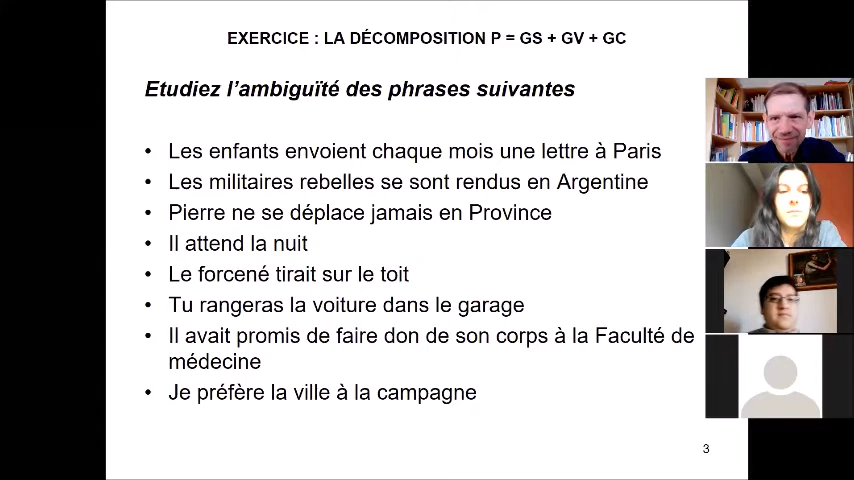 EXERCICE : LA DÉCOMPOSITION P = GS + GV + GC
Etudiez l'ambiguïté des phrases suivantes
• Les enfants envoient chaque mois une lettre à Paris
• Les militaires rebelles se sont rendus en Argentine
• Pierre ne se déplace jamais en Province
• Il attend la nuit
• Le forcené tirait sur le toit
• Tu rangeras la voiture dans le garage
• Il avait promis de faire don de son corps à la Faculté de
médecine
• Je préfère la ville à la campagne
3